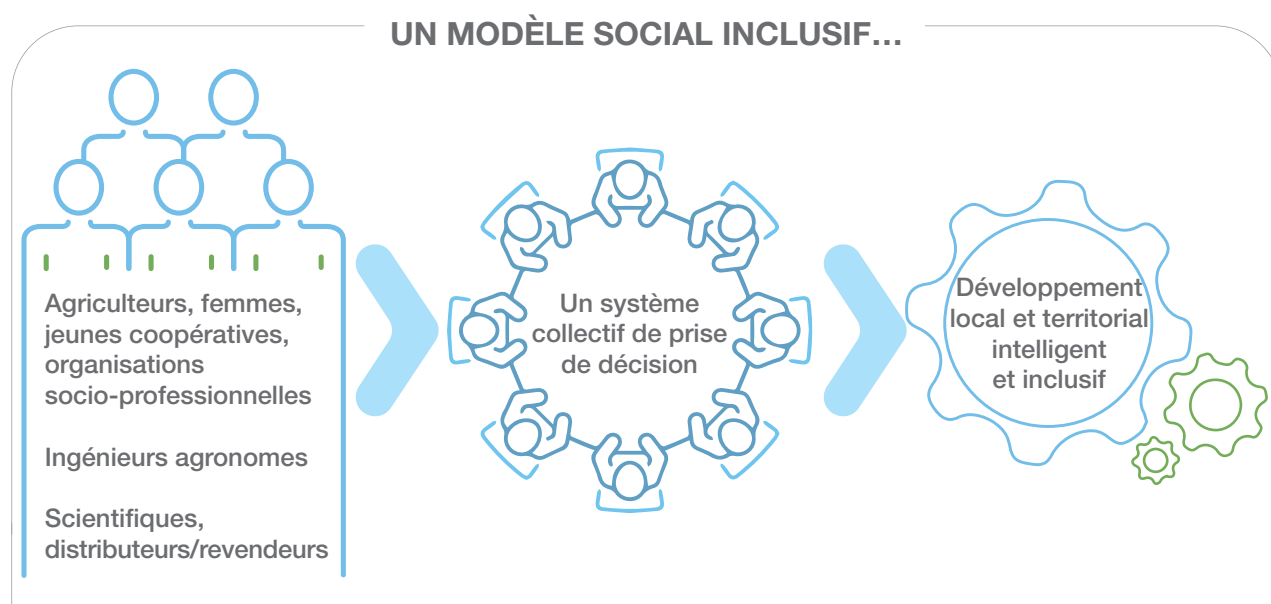 UN MODÈLE SOCIAL INCLUSIF...
Agriculteurs, femmes,
jeunes coopératives,
organisations
socio-professionnelles
Ingénieurs agronomes
Scientifiques,
distributeurs/revendeurs
Un système
collectif de prise
de décision
Développement
local et territorial
intelligent
et inclusif